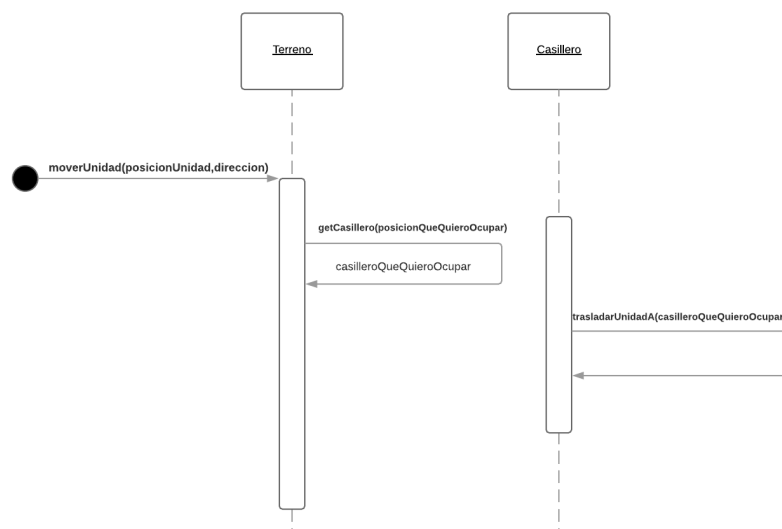 Terreno
Casillero
moverUnidad(posicionUnidad,direccion)
getCasillero(posicionQueQuieroOcupar)
casilleroQueQuieroOcupar
trasladarUnidadA(casilleroQueQuieroOcupar